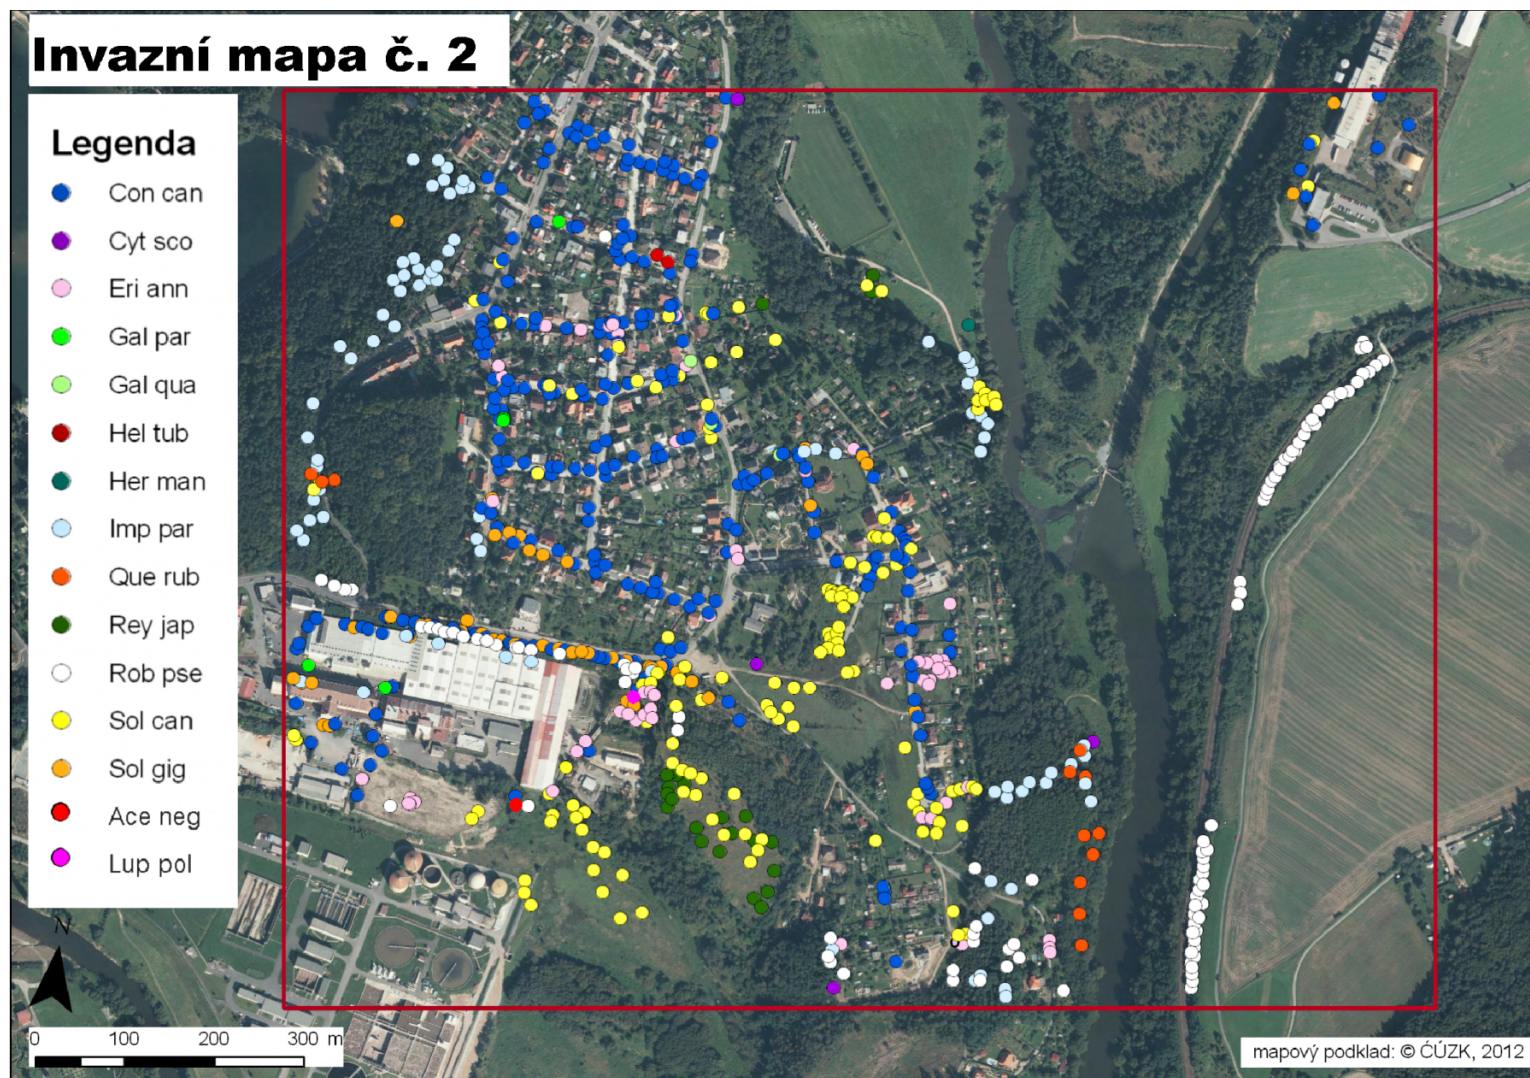 Invazní mapa č. 2
Legenda
Con can
Cyt sco
Eri ann
Gal par
Gal qua
Hel tub
Her man
Imp par
Que rub
Rey jap
Rob pse
Sol can
Sol gig
Ace neg
Lup pol
N
0 100 200 300 m
mapový podklad: © ĆÚZK, 2012